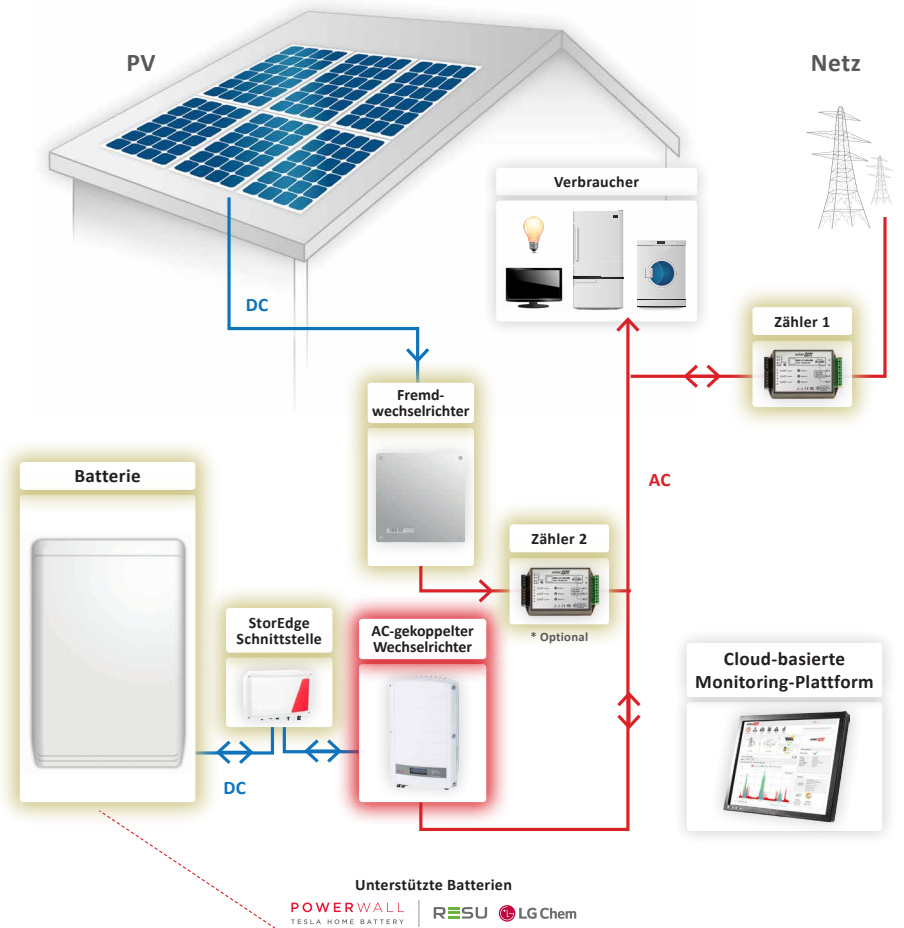 PV
Netz
Verbraucher
DC
Zähler 1
Fremd-
wechselrichter
Batterie
AC
Zähler 2
* Optional
StorEdge
Schnittstelle
AC-gekoppelter
Wechselrichter
Cloud-basierte
Monitoring-Plattform
DC
Unterstützte Batterien
POWERWALL
TESLA HOME BATTERY
RESU
LG Chem